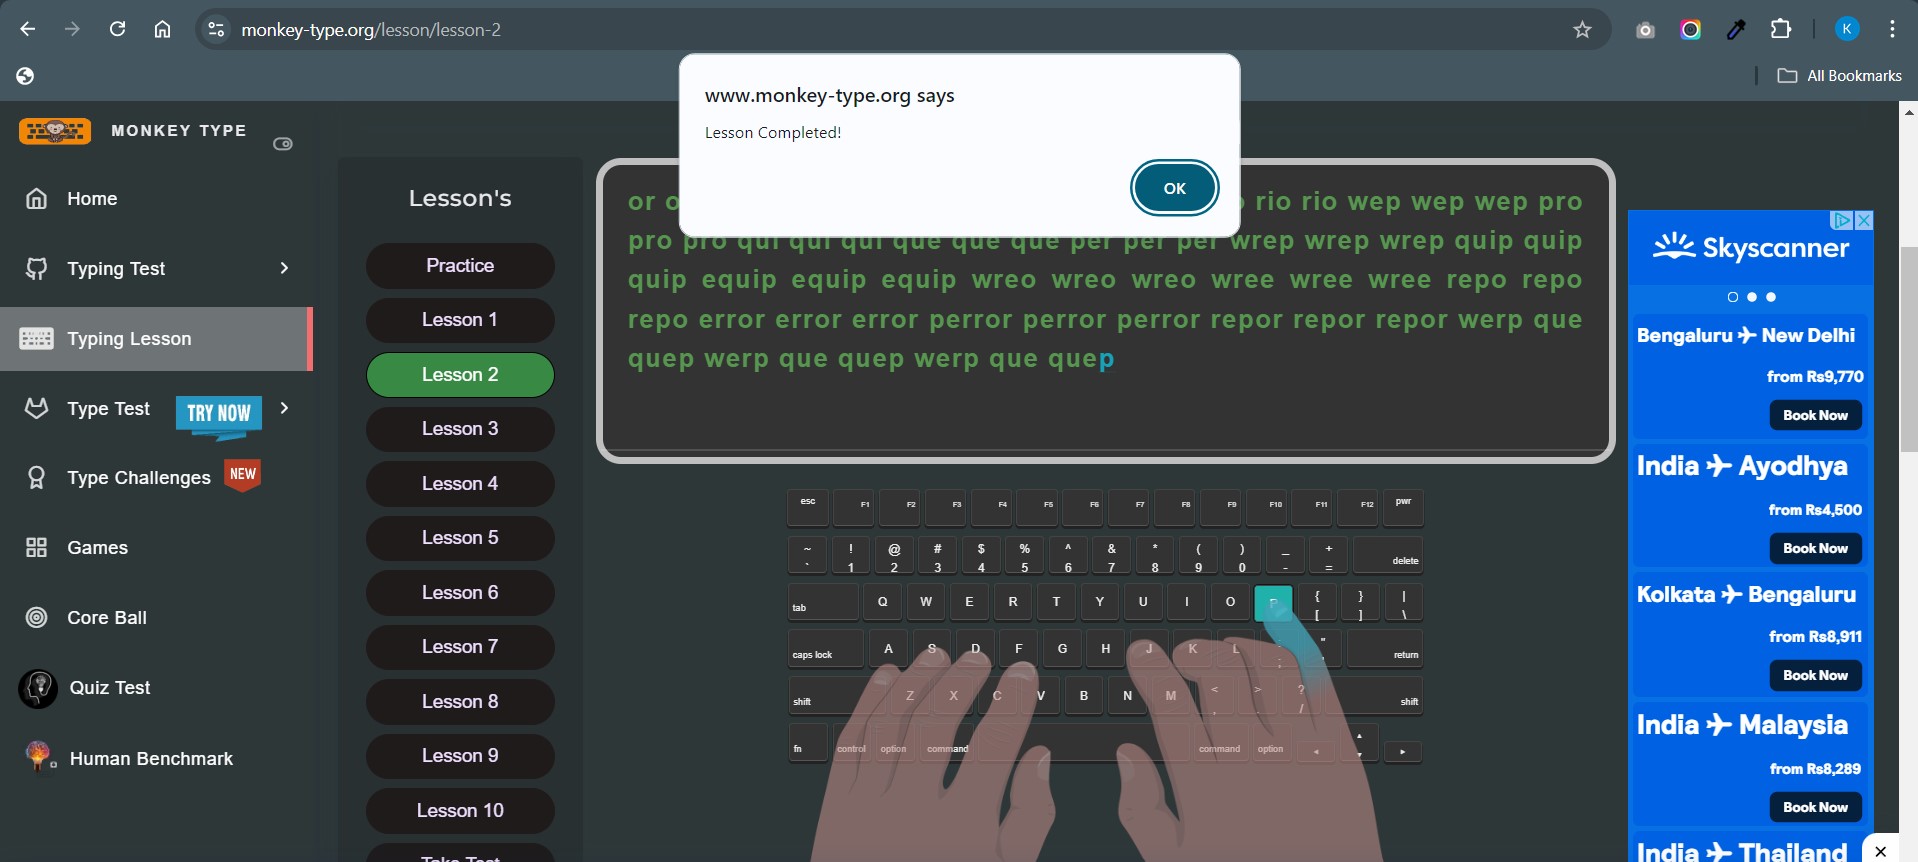 monkey-type.org/lesson/lesson-2
K
All Bookmarks
www.monkey-type.org says
Lesson Completed!
OK
MONKEY TYPE
Home
Typing Test
Typing Lesson
Type Test
TRY NOW
Type Challenges
NEW
Games
Core Ball
Quiz Test
Human Benchmark
Lesson's
Practice
Lesson 1
Lesson 2
Lesson 3
Lesson 4
Lesson 5
Lesson 6
Lesson 7
Lesson 8
Lesson 9
Lesson 10
Take Test
or rio rio wep wep wep pro
pro pro qui qui qui que que que per per per wrep wrep wrep quip quip
quip equip equip equip wreo wreo wreo wree wree wree repo repo
repo error error error perror perror perror repor repor repor werp que
quep werp que quep werp que quep
esc F1 F2 F3 F4 F5 F6 F7 F8 F9 F10 F11 F12 pwr
~ ! @ # $ % ^ & * ( ) _ +
` 1 2 3 4 5 6 7 8 9 0 - = delete
tab Q W E R T Y U I O P { } |
[ ] \
caps lock A S D F G H J K L : "
; ' return
shift Z X C V B N M < > ?
, . / shift
fn control option command command option
Skyscanner
Bengaluru ✈ New Delhi
from Rs9,770
Book Now
India ✈ Ayodhya
from Rs4,500
Book Now
Kolkata ✈ Bengaluru
from Rs8,911
Book Now
India ✈ Malaysia
from Rs8,289
Book Now
India ✈ Thailand